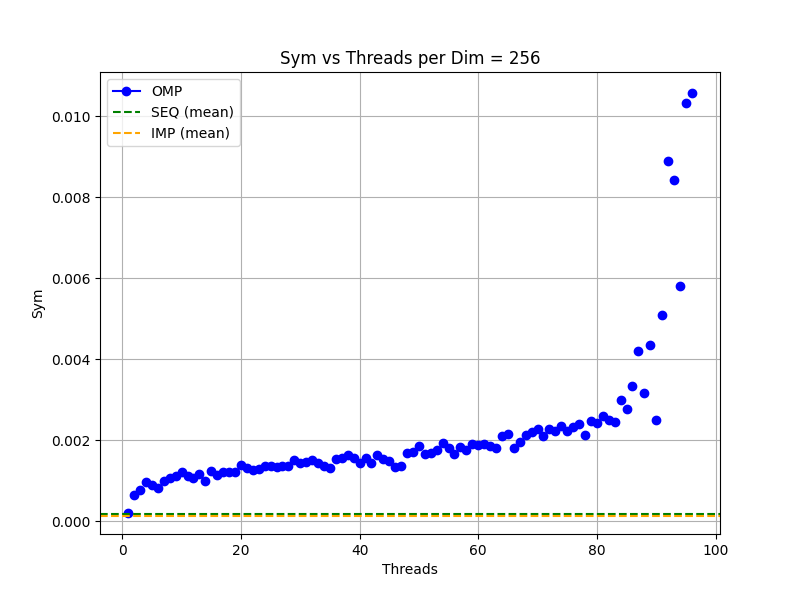 Sym vs Threads per Dim = 256
OMP
SEQ (mean)
IMP (mean)
0.010
0.008
0.006
0.004
0.002
0.000
Sym
0 20 40 60 80 100
Threads